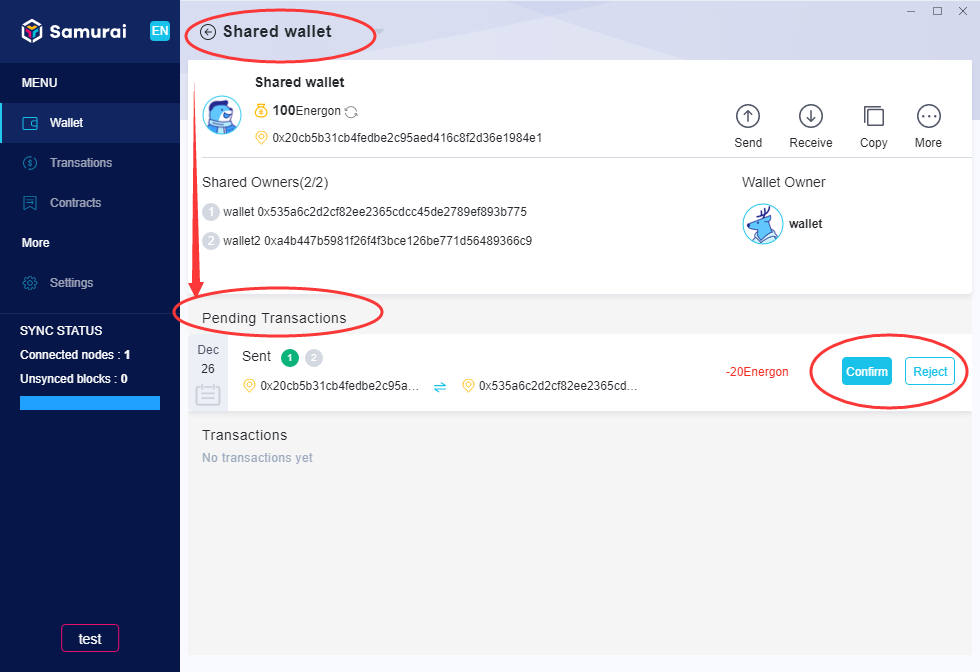 Samurai EN
MENU
Wallet
Transations
Contracts
More
Settings
SYNC STATUS
Connected nodes : 1
Unsynced blocks : 0
test
Shared wallet
Shared wallet
100Energon
0x20cb5b31cb4fedbe2c95aed416c8f2d36e1984e1
Send Receive Copy More
Shared Owners(2/2)
1 wallet 0x535a6c2d2cf82ee2365cdcc45de2789ef893b775
2 wallet2 0xa4b447b5981f26f4f3bce126be771d56489366c9
Wallet Owner
wallet
Pending Transactions
Dec
26
Sent 1 2
0x20cb5b31cb4fedbe2c95a... 0x535a6c2d2cf82ee2365cd...
-20Energon
Confirm Reject
Transactions
No transactions yet